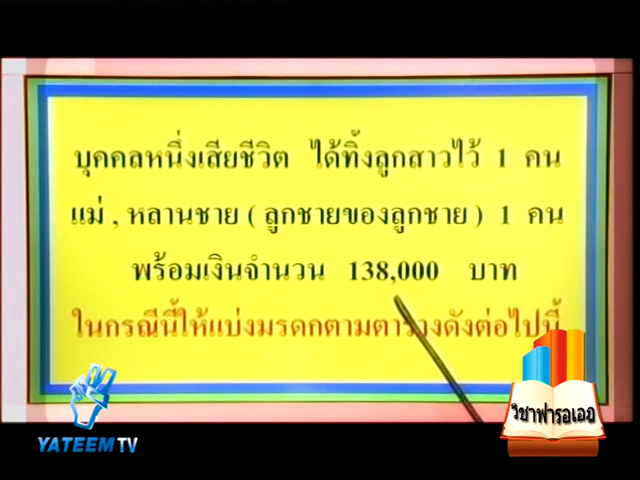 บุคคลหนึ่งเสียชีวิต ได้ทิ้งลูกสาวไว้ 1 คน
แม่ , หลานชาย ( ลูกชายของลูกชาย ) 1 คน
พร้อมเงินจำนวน 138,000 บาท
ในกรณีนี้ให้แบ่งมรดกตามตารางดังต่อไปนี้
วิชาฟารอเอฎ
YATEEM TV